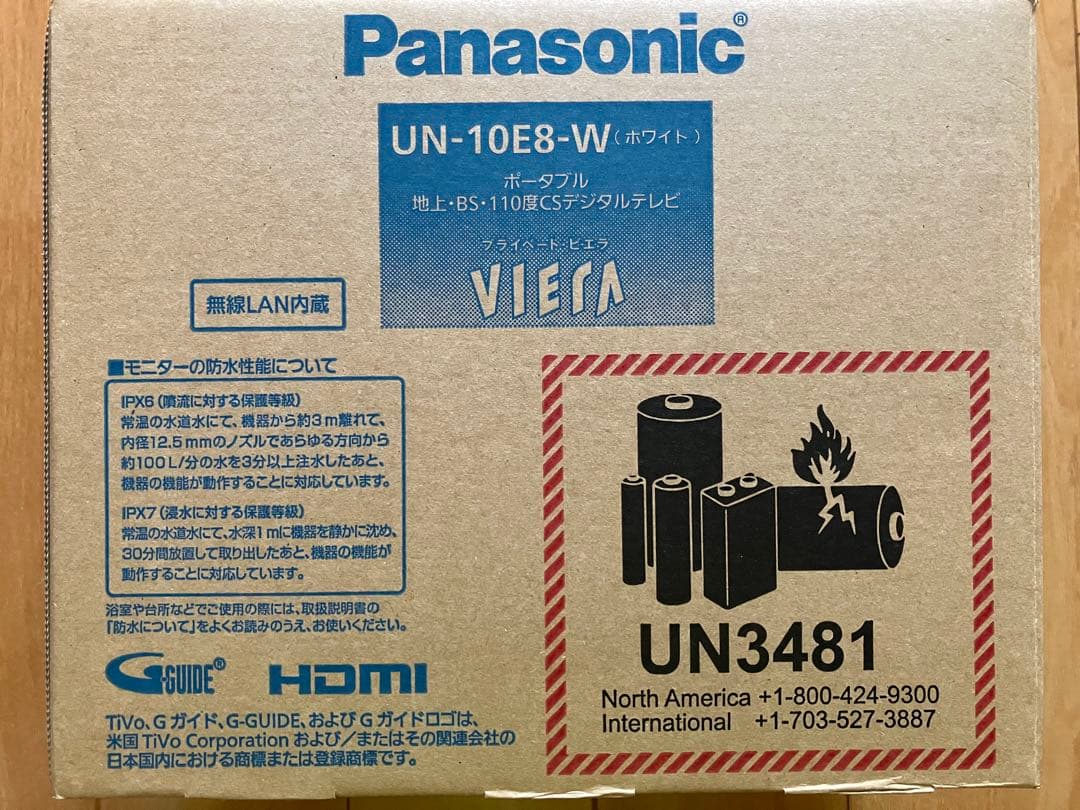 Panasonic®
UN-10E8-W（ホワイト）
ポータブル
地上・BS・110度CSデジタルテレビ
プライベート・ビエラ
VIERA
無線LAN内蔵
■モニターの防水性能について
IPX6（噴流に対する保護等級）
常温の水道水にて、機器から約3m離れて、
内径12.5mmのノズルであらゆる方向から
約100L/分の水を3分以上注水したあと、
機器の機能が動作することに対応しています。
IPX7（浸水に対する保護等級）
常温の水道水にて、水深1mに機器を静かに沈め、
30分間放置して取り出したあと、機器の機能が
動作することに対応しています。
浴室や台所などでご使用の際には、取扱説明書の
「防水について」をよくお読みのうえ、お使いください。
G-GUIDE® HDMI
TiVo、Gガイド、G-GUIDE、およびGガイドロゴは、
米国TiVo Corporationおよび／またはその関連会社の
日本国内における商標または登録商標です。
UN3481
North America +1-800-424-9300
International +1-703-527-3887